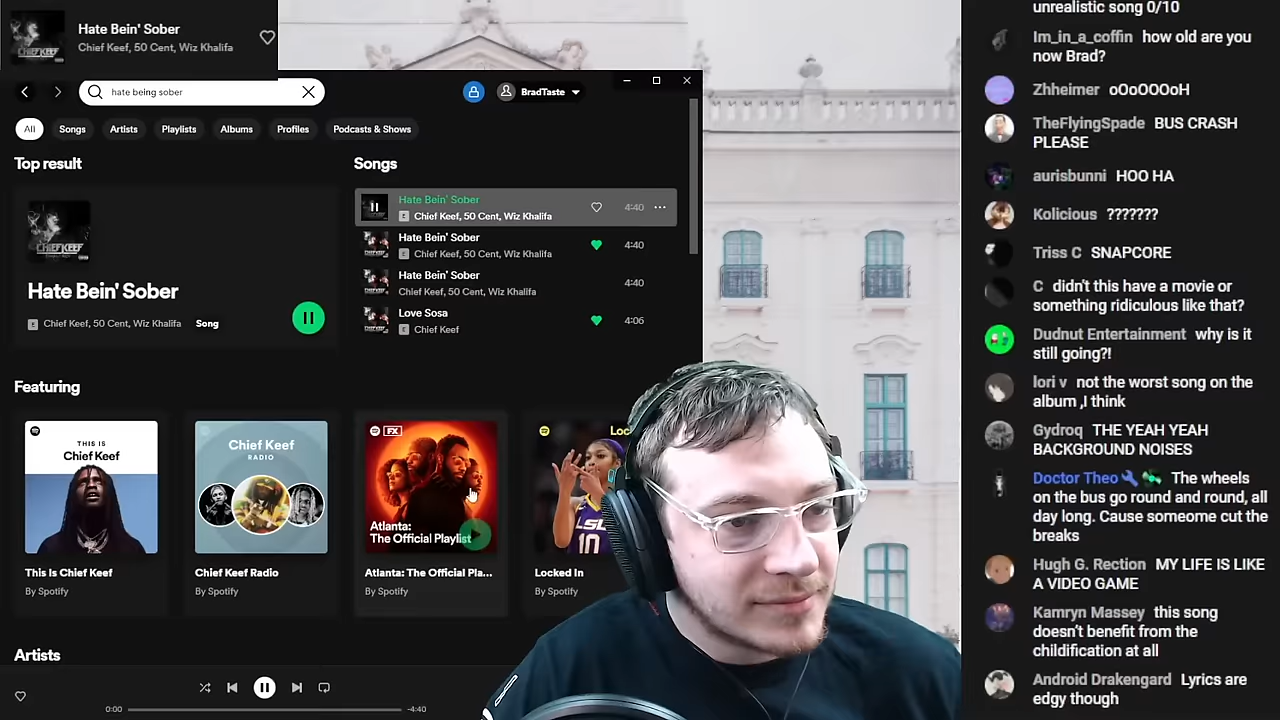 Hate Bein' Sober
Chief Keef, 50 Cent, Wiz Khalifa
hate being sober
BradTaste
All
Songs
Artists
Playlists
Albums
Profiles
Podcasts & Shows
Top result
CHIEFKEEF
Hate Bein' Sober
E Chief Keef, 50 Cent, Wiz Khalifa Song
Songs
Hate Bein' Sober
E Chief Keef, 50 Cent, Wiz Khalifa
4:40
Hate Bein' Sober
E Chief Keef, 50 Cent, Wiz Khalifa
4:40
Hate Bein' Sober
Chief Keef, 50 Cent, Wiz Khalifa
4:40
Love Sosa
E Chief Keef
4:06
Featuring
THIS IS
Chief Keef
This Is Chief Keef
By Spotify
Chief Keef
RADIO
Chief Keef Radio
By Spotify
FX
Atlanta:
The Official Playlist
Atlanta: The Official Pla...
By Spotify
Loc
LSU
10
Locked In
By Spotify
Artists
0:00
-4:40
unrealistic song 0/10
Im_in_a_coffin how old are you
now Brad?
Zhheimer oOoOOOoH
TheFlyingSpade BUS CRASH
PLEASE
aurisbunni HOO HA
Kolicious ???????
Triss C SNAPCORE
C didn't this have a movie or
something ridiculous like that?
Dudnut Entertainment why is it
still going?!
lori v not the worst song on the
album ,I think
Gydroq THE YEAH YEAH
BACKGROUND NOISES
Doctor Theo The wheels
on the bus go round and round, all
day long. Cause someome cut the
breaks
Hugh G. Rection MY LIFE IS LIKE
A VIDEO GAME
Kamryn Massey this song
doesn't benefit from the
childification at all
Android Drakengard Lyrics are
edgy though